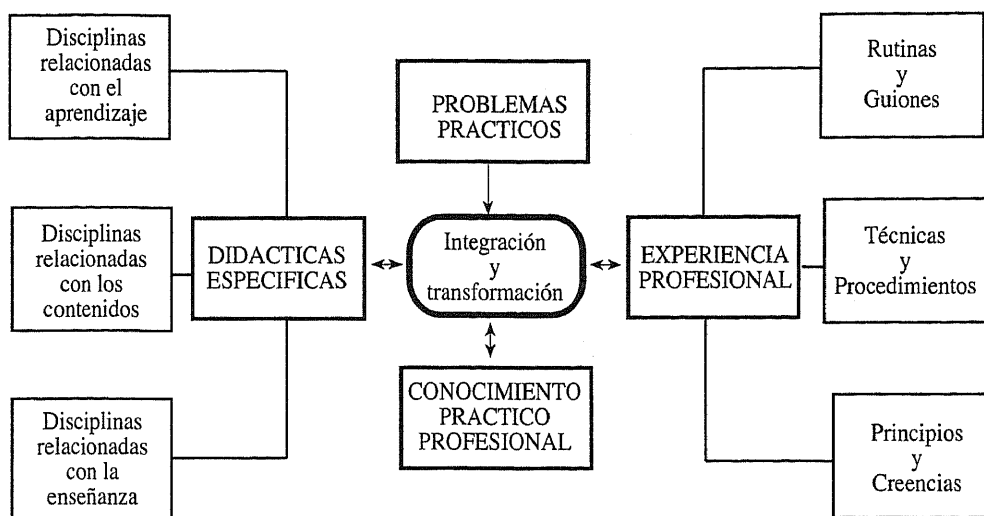 Disciplinas
relacionadas
con el
aprendizaje
PROBLEMAS
PRACTICOS
Rutinas
y
Guiones
Disciplinas
relacionadas
con los
contenidos
DIDACTICAS
ESPECIFICAS
Integración
y
transformación
EXPERIENCIA
PROFESIONAL
Técnicas
y
Procedimientos
CONOCIMIENTO
PRACTICO
PROFESIONAL
Disciplinas
relacionadas
con la
enseñanza
Principios
y
Creencias